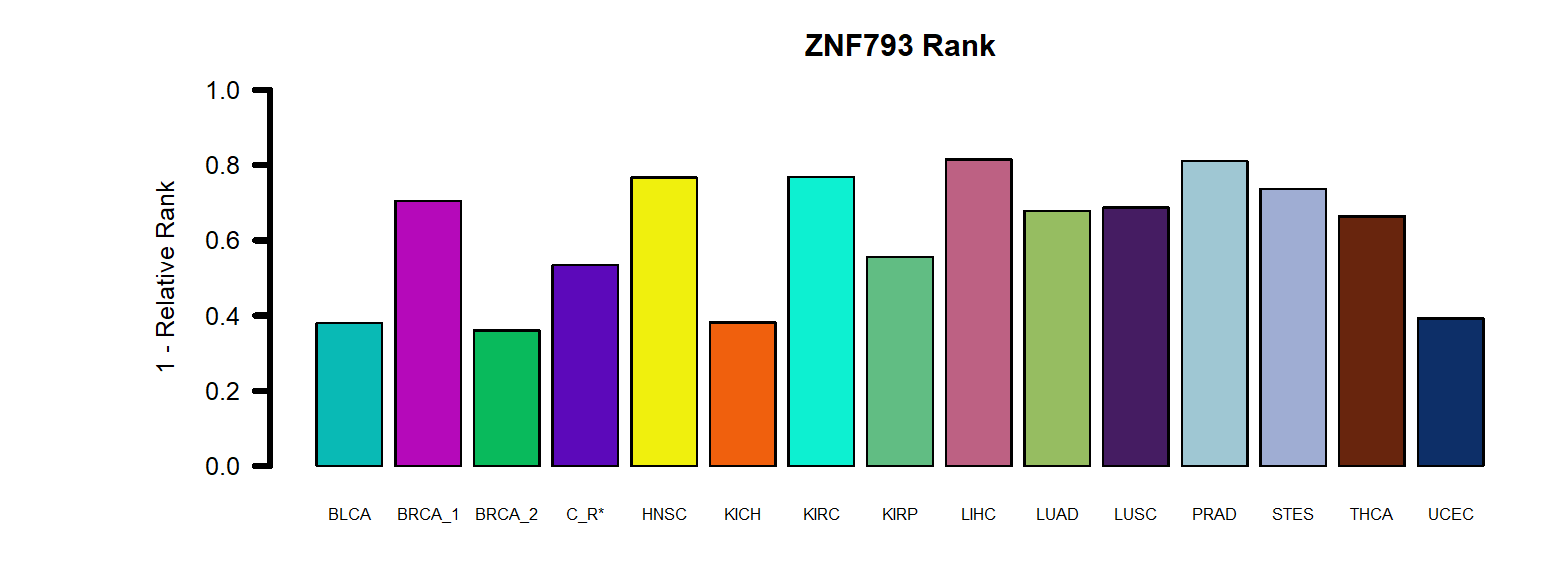 ZNF793 Rank
1 - Relative Rank
1.0
0.8
0.6
0.4
0.2
0.0
BLCA BRCA_1 BRCA_2 C_R* HNSC KICH KIRC KIRP LIHC LUAD LUSC PRAD STES THCA UCEC